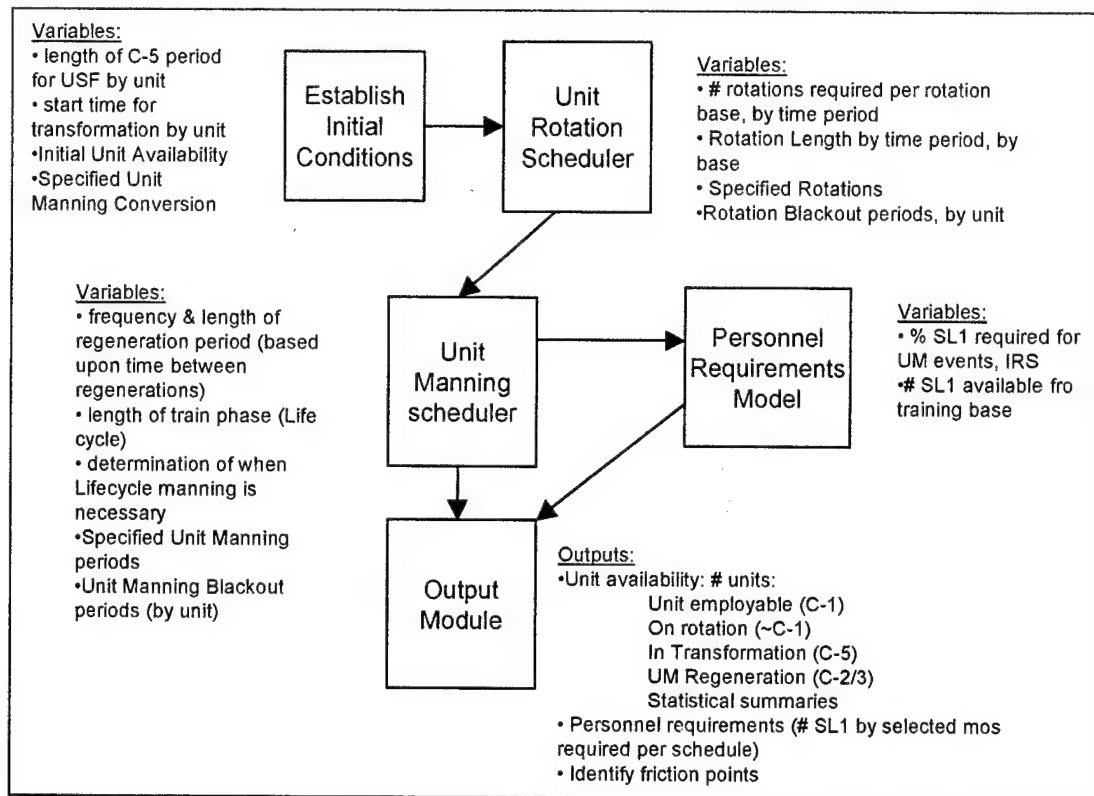 Variables:
• length of C-5 period
for USF by unit
• start time for
transformation by unit
•Initial Unit Availability
•Specified Unit
Manning Conversion
Establish
Initial
Conditions
Unit
Rotation
Scheduler
Variables:
• # rotations required per rotation
base, by time period
• Rotation Length by time period, by
base
• Specified Rotations
•Rotation Blackout periods, by unit
Variables:
• frequency & length of
regeneration period (based
upon time between
regenerations)
• length of train phase (Life
cycle)
• determination of when
Lifecycle manning is
necessary
•Specified Unit Manning
periods
•Unit Manning Blackout
periods (by unit)
Unit
Manning
scheduler
Personnel
Requirements
Model
Variables:
• % SL1 required for
UM events, IRS
•# SL1 available fro
training base
Output
Module
Outputs:
•Unit availability: # units:
Unit employable (C-1)
On rotation (~C-1)
In Transformation (C-5)
UM Regeneration (C-2/3)
Statistical summaries
• Personnel requirements (# SL1 by selected mos
required per schedule)
• Identify friction points